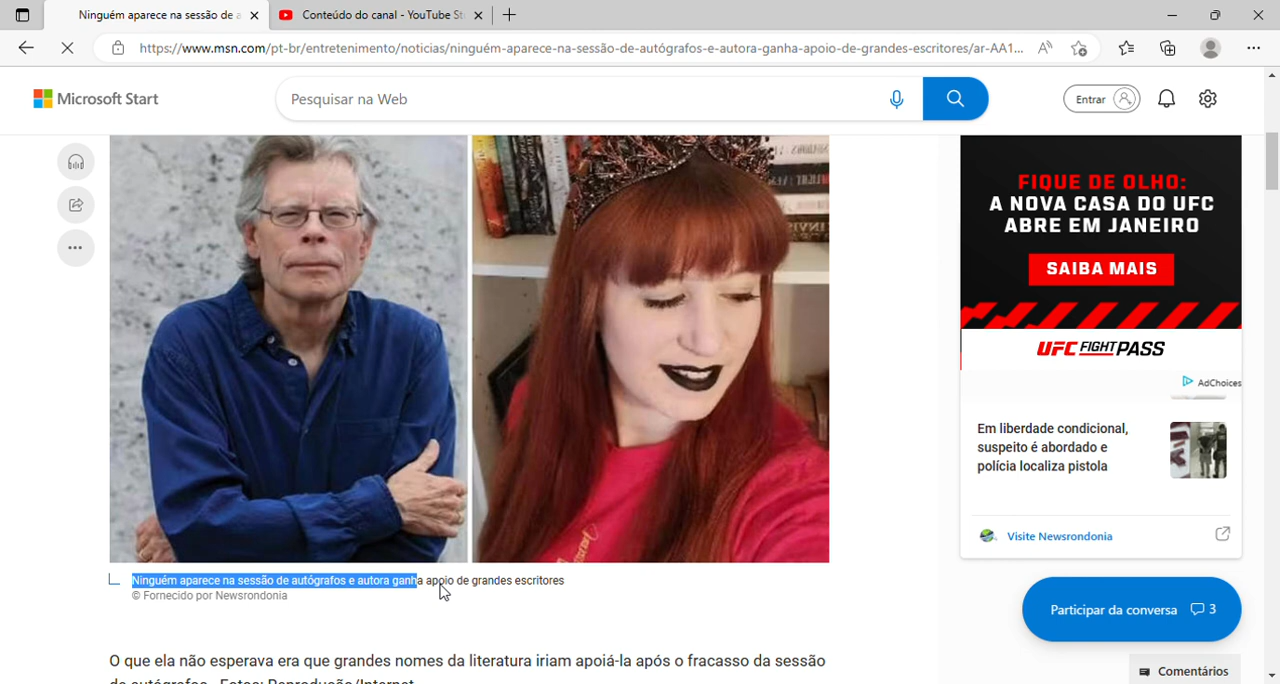 Ninguém aparece na sessão de a
Conteúdo do canal - YouTube St
https://www.msn.com/pt-br/entretenimento/noticias/ninguém-aparece-na-sessão-de-autógrafos-e-autora-ganha-apoio-de-grandes-escritores/ar-AA1...
Microsoft Start
Pesquisar na Web
Entrar
FIQUE DE OLHO:
A NOVA CASA DO UFC
ABRE EM JANEIRO
SAIBA MAIS
UFC FIGHT PASS
AdChoices
Em liberdade condicional,
suspeito é abordado e
polícia localiza pistola
Visite Newsrondonia
Ninguém aparece na sessão de autógrafos e autora ganha apoio de grandes escritores
© Fornecido por Newsrondonia
Participar da conversa 3
O que ela não esperava era que grandes nomes da literatura iriam apoiá-la após o fracasso da sessão
de autógrafos - Fotos: Reprodução/Internet
Comentários